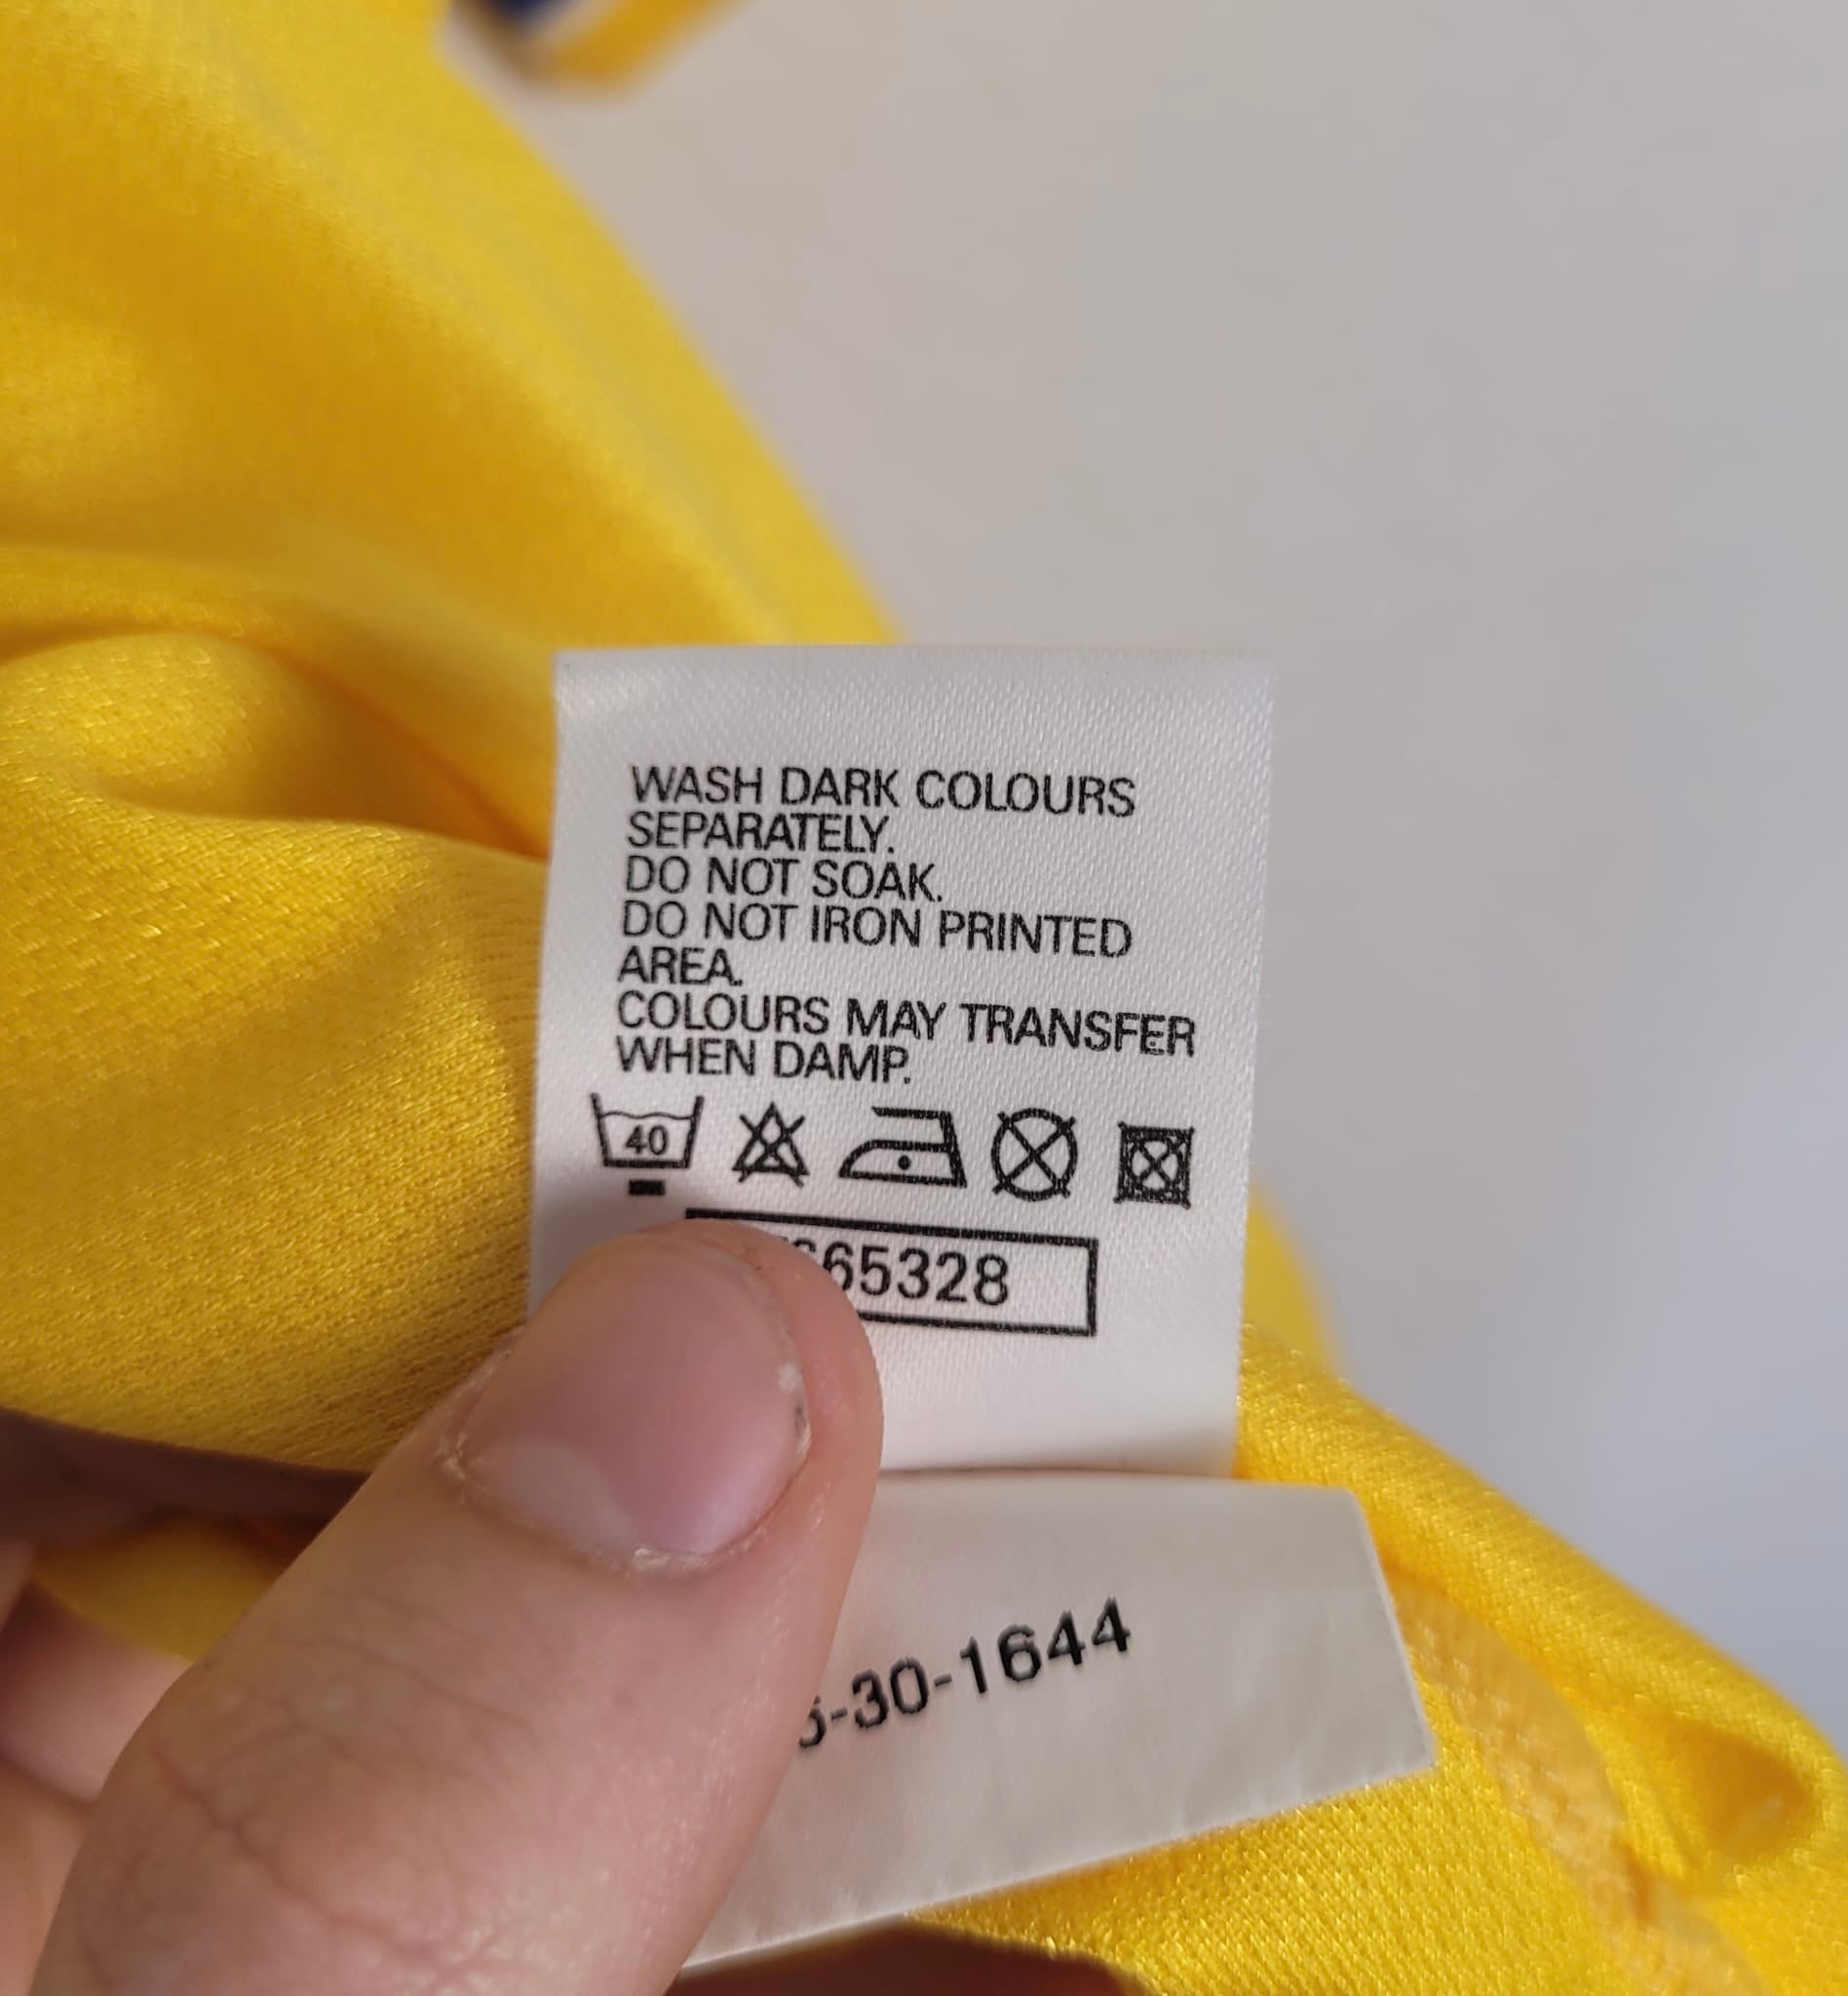 WASH DARK COLOURS
SEPARATELY.
DO NOT SOAK.
DO NOT IRON PRINTED
AREA.
COLOURS MAY TRANSFER
WHEN DAMP.
40
65328
-30-1644